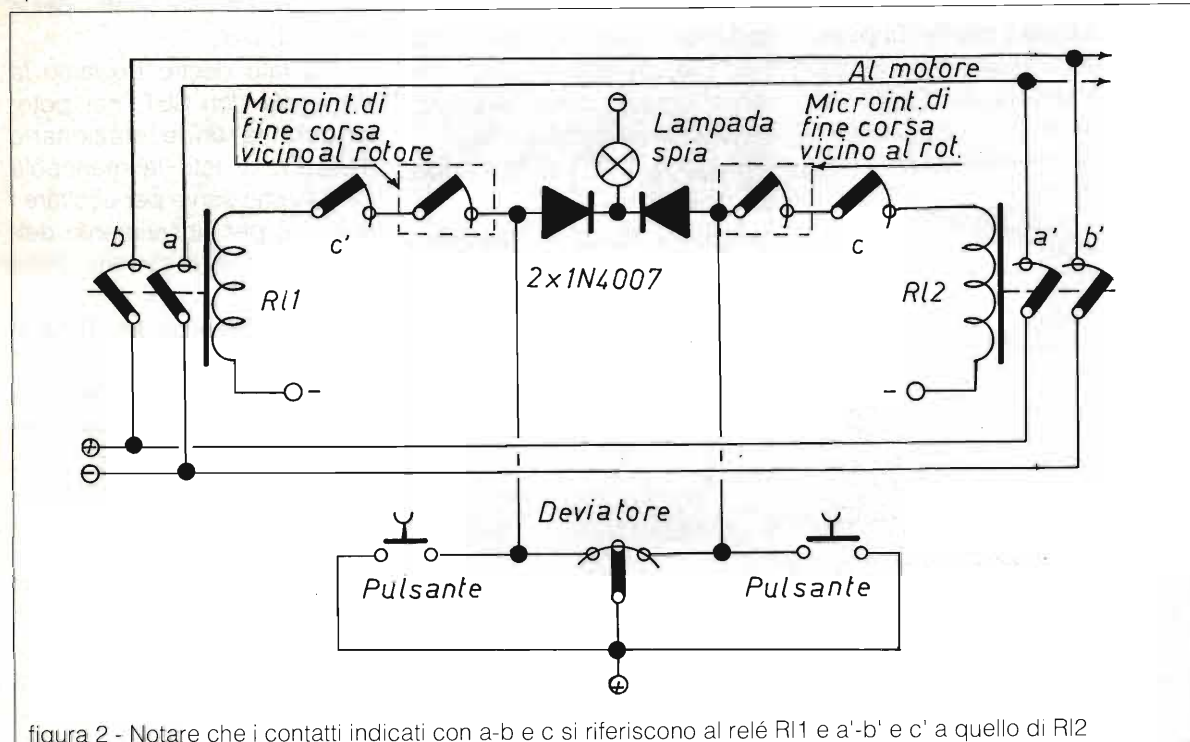 Al motore
Microint. di
fine corsa
vicino al rotore
Lampada
spia
Microint. di
fine corsa
vicino al rot.
b
a
c'
c
a'
b'
Rl1
2x1N4007
Rl2
-
-
+
-
Deviatore
Pulsante
Pulsante
+
figura 2 - Notare che i contatti indicati con a-b e c si riferiscono al relé Rl1 e a'-b' e c' a quello di Rl2